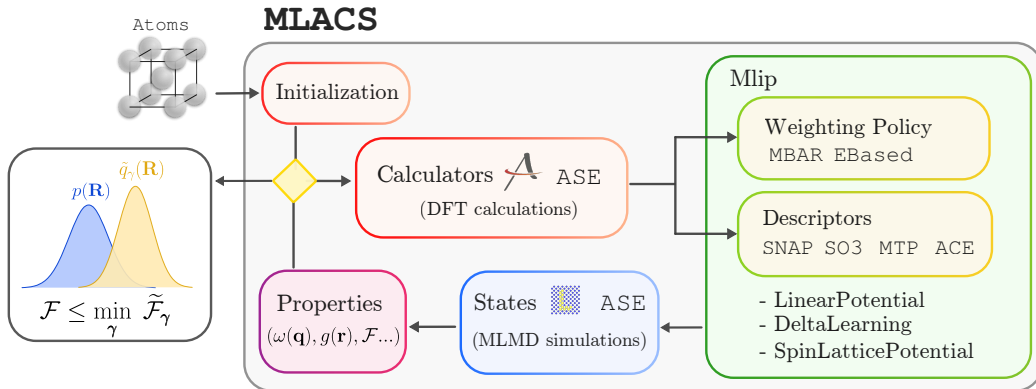 MLACS
Atoms
Initialization
Mlip
Weighting Policy
MBAR EBased
Calculators ASE
(DFT calculations)
Descriptors
SNAP SO3 MTP ACE
p(R)
q̃γ(R)
ℱ ≤ min ℱ̃γ
γ
Properties
(ω(q), g(r), ℱ...)
States L ASE
(MLMD simulations)
- LinearPotential
- DeltaLearning
- SpinLatticePotential